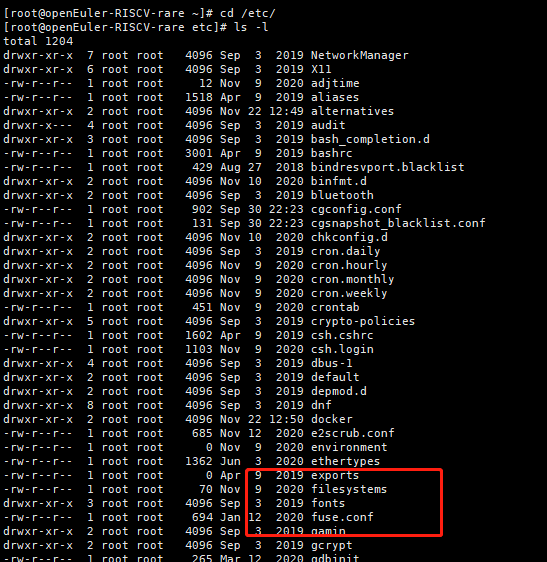 [root@openEuler-RISCV-rare ~]# cd /etc/
[root@openEuler-RISCV-rare etc]# ls -l
total 1204
drwxr-xr-x 7 root root 4096 Sep 3 2019 NetworkManager
drwxr-xr-x 6 root root 4096 Sep 3 2019 X11
-rw-r--r-- 1 root root 12 Nov 9 2020 adjtime
-rw-r--r-- 1 root root 1518 Apr 9 2019 aliases
drwxr-xr-x 2 root root 4096 Nov 22 12:49 alternatives
drwxr-x--- 4 root root 4096 Sep 3 2019 audit
drwxr-xr-x 3 root root 4096 Sep 3 2019 bash_completion.d
-rw-r--r-- 1 root root 3001 Apr 9 2019 bashrc
-rw-r--r-- 1 root root 429 Aug 27 2018 bindresvport.blacklist
drwxr-xr-x 2 root root 4096 Nov 10 2020 binfmt.d
drwxr-xr-x 2 root root 4096 Sep 3 2019 bluetooth
-rw-r--r-- 1 root root 902 Sep 30 22:23 cgconfig.conf
-rw-r--r-- 1 root root 131 Sep 30 22:23 cgsnapshot_blacklist.conf
drwxr-xr-x 2 root root 4096 Nov 10 2020 chkconfig.d
drwxr-xr-x 2 root root 4096 Sep 3 2019 cron.daily
drwxr-xr-x 2 root root 4096 Nov 9 2020 cron.hourly
drwxr-xr-x 2 root root 4096 Nov 9 2020 cron.monthly
drwxr-xr-x 2 root root 4096 Nov 9 2020 cron.weekly
-rw-r--r-- 1 root root 451 Nov 9 2020 crontab
drwxr-xr-x 5 root root 4096 Sep 3 2019 crypto-policies
-rw-r--r-- 1 root root 1602 Apr 9 2019 csh.cshrc
-rw-r--r-- 1 root root 1103 Nov 9 2020 csh.login
drwxr-xr-x 4 root root 4096 Sep 3 2019 dbus-1
drwxr-xr-x 2 root root 4096 Sep 3 2019 default
drwxr-xr-x 2 root root 4096 Sep 3 2019 depmod.d
drwxr-xr-x 8 root root 4096 Sep 3 2019 dnf
drwxr-xr-x 2 root root 4096 Nov 22 12:50 docker
-rw-r--r-- 1 root root 685 Nov 12 2020 e2scrub.conf
-rw-r--r-- 1 root root 0 Nov 9 2020 environment
-rw-r--r-- 1 root root 1362 Jun 3 2020 ethertypes
-rw-r--r-- 1 root root 0 Apr 9 2019 exports
-rw-r--r-- 1 root root 70 Nov 9 2020 filesystems
drwxr-xr-x 3 root root 4096 Sep 3 2019 fonts
-rw-r--r-- 1 root root 694 Jan 12 2020 fuse.conf
-rw-r--r-- 2 root root 4096 Sep 3 2019 gamin
drwxr-xr-x 2 root root 4096 Sep 3 2019 gcrypt
-rw-r--r-- 1 root root 265 Mar 12 2020 gdbinit